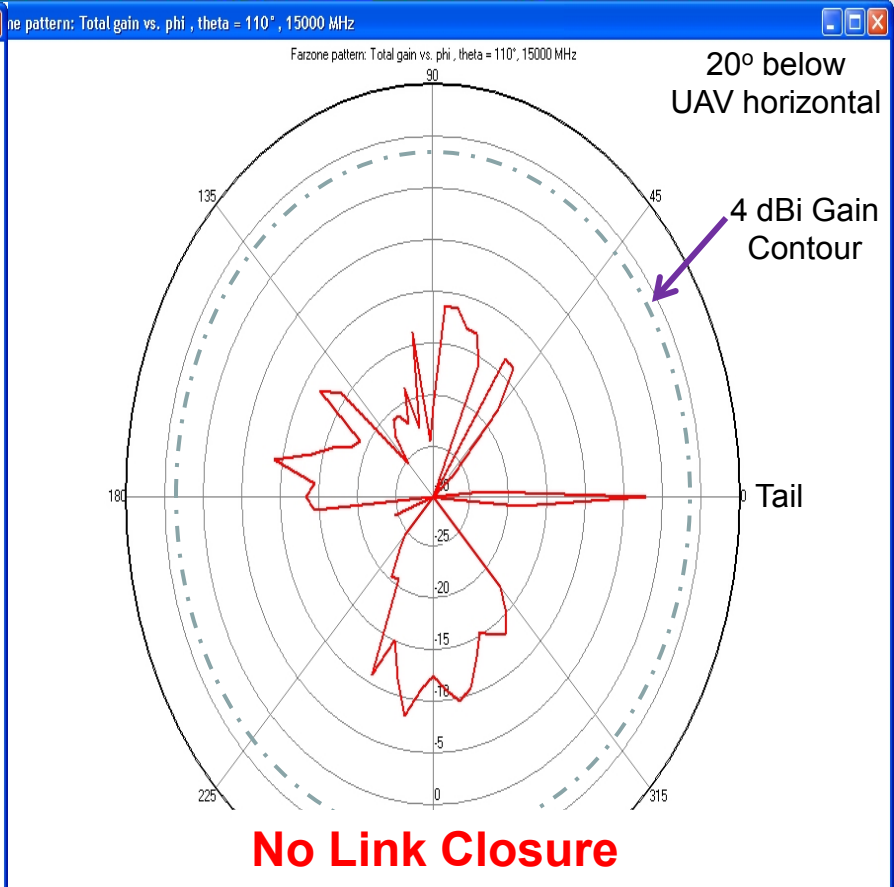 ne pattern: Total gain vs. phi , theta = 110°, 15000 MHz
Farzone pattern: Total gain vs. phi , theta = 110°, 15000 MHz
20º below
UAV horizontal
90
135
45
4 dBi Gain
Contour
180
0
Tail
-25
-20
-15
-10
-5
0
225
315
No Link Closure